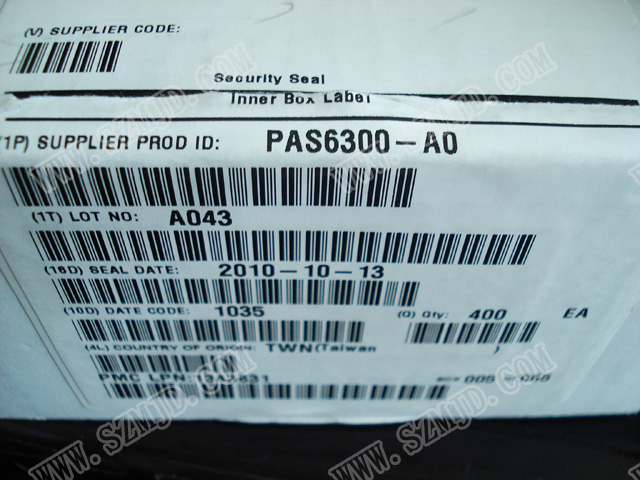 (V) SUPPLIER CODE:
Security Seal
Inner Box Label
(1P) SUPPLIER PROD ID: PAS6300-A0
(1T) LOT NO: A043
(16D) SEAL DATE: 2010-10-13
(10D) DATE CODE: 1035 (Q) Qty: 400 EA
(4L) COUNTRY OF ORIGIN: TWN(Taiwan )
PMC LPN:
WWW.SZMJD.COM
WWW.SZMJD.COM
WWW.SZMJD.COM
WWW.SZMJD.COM